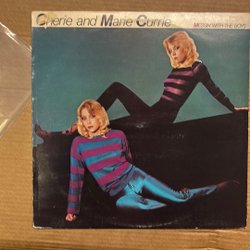 Cherie and Marie Currie
MESSIN' WITH THE BOYS